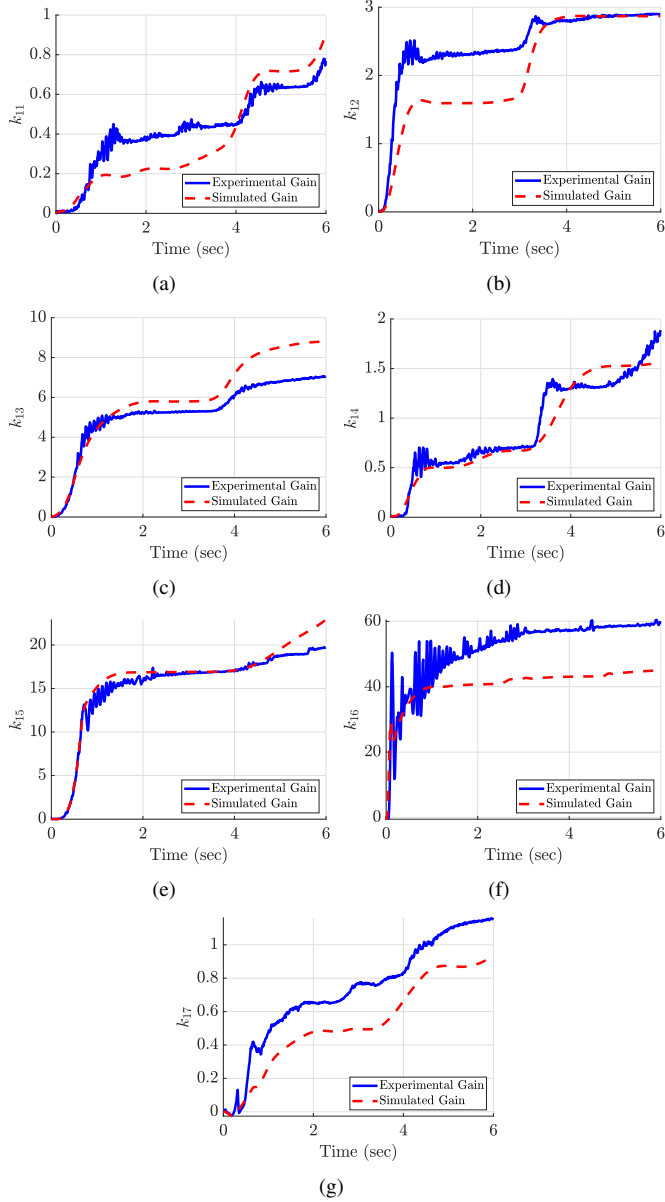 1
0.8
0.6
0.4
0.2
0
k11
0 2 4 6
Time (sec)
Experimental Gain
Simulated Gain
(a)
3
2
1
0
k12
0 2 4 6
Time (sec)
Experimental Gain
Simulated Gain
(b)
10
8
6
4
2
0
k13
0 2 4 6
Time (sec)
Experimental Gain
Simulated Gain
(c)
2
1.5
1
0.5
0
k14
0 2 4 6
Time (sec)
Experimental Gain
Simulated Gain
(d)
20
15
10
5
0
k15
0 2 4 6
Time (sec)
Experimental Gain
Simulated Gain
(e)
60
40
20
0
k16
0 2 4 6
Time (sec)
Experimental Gain
Simulated Gain
(f)
1
0.8
0.6
0.4
0.2
0
k17
0 2 4 6
Time (sec)
Experimental Gain
Simulated Gain
(g)